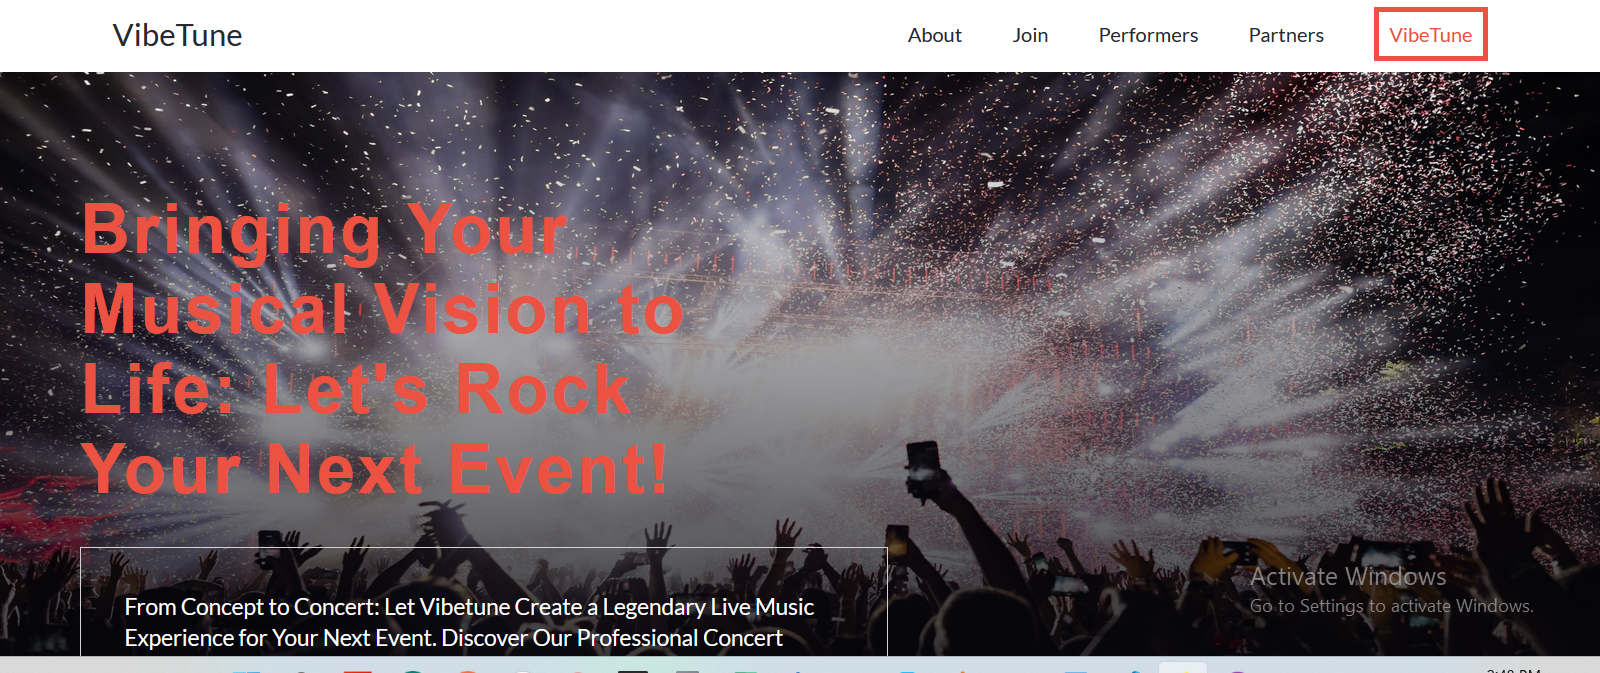 VibeTune
About Join Performers Partners VibeTune
Bringing Your
Musical Vision to
Life: Let's Rock
Your Next Event!
From Concept to Concert: Let Vibetune Create a Legendary Live Music
Experience for Your Next Event. Discover Our Professional Concert
Activate Windows
Go to Settings to activate Windows.